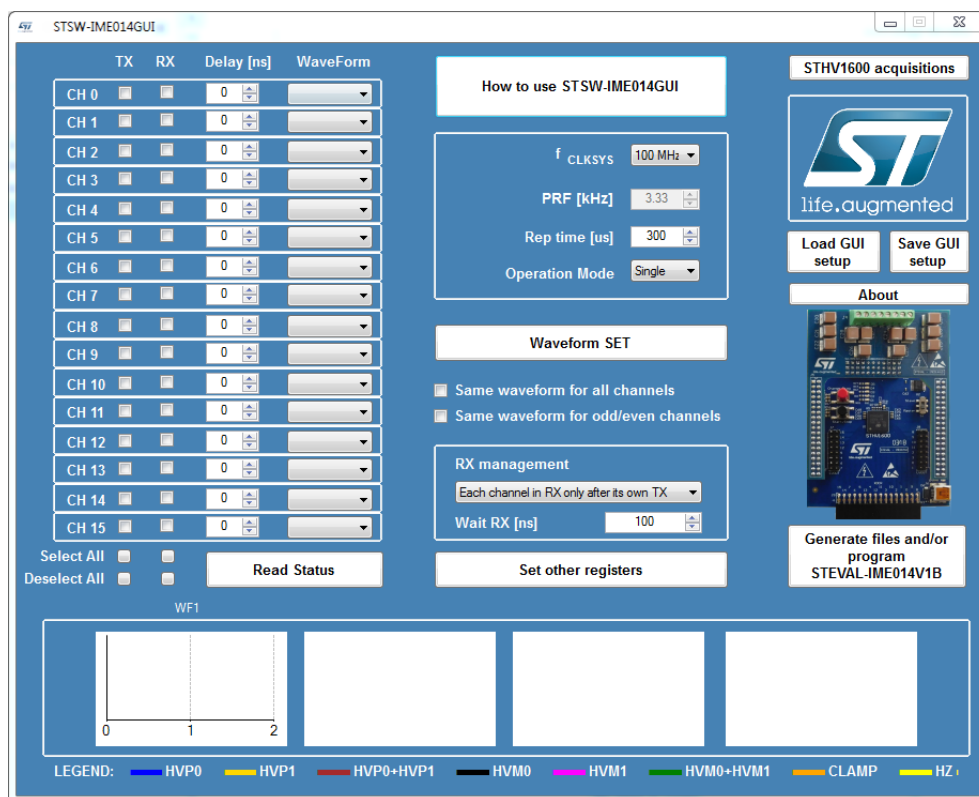 STSW-IME014GUI
TX RX Delay [ns] WaveForm
CH 0 0
CH 1 0
CH 2 0
CH 3 0
CH 4 0
CH 5 0
CH 6 0
CH 7 0
CH 8 0
CH 9 0
CH 10 0
CH 11 0
CH 12 0
CH 13 0
CH 14 0
CH 15 0
Select All
Deselect All
Read Status
How to use STSW-IME014GUI
f CLKSYS 100 MHz
PRF [kHz] 3.33
Rep time [us] 300
Operation Mode Single
Waveform SET
Same waveform for all channels
Same waveform for odd/even channels
RX management
Each channel in RX only after its own TX
Wait RX [ns] 100
Set other registers
STHV1600 acquisitions
ST
life.augmented
Load GUI setup
Save GUI setup
About
Generate files and/or
program
STEVAL-IME014V1B
WF1
0 1 2
LEGEND: HVP0 HVP1 HVP0+HVP1 HVM0 HVM1 HVM0+HVM1 CLAMP HZ